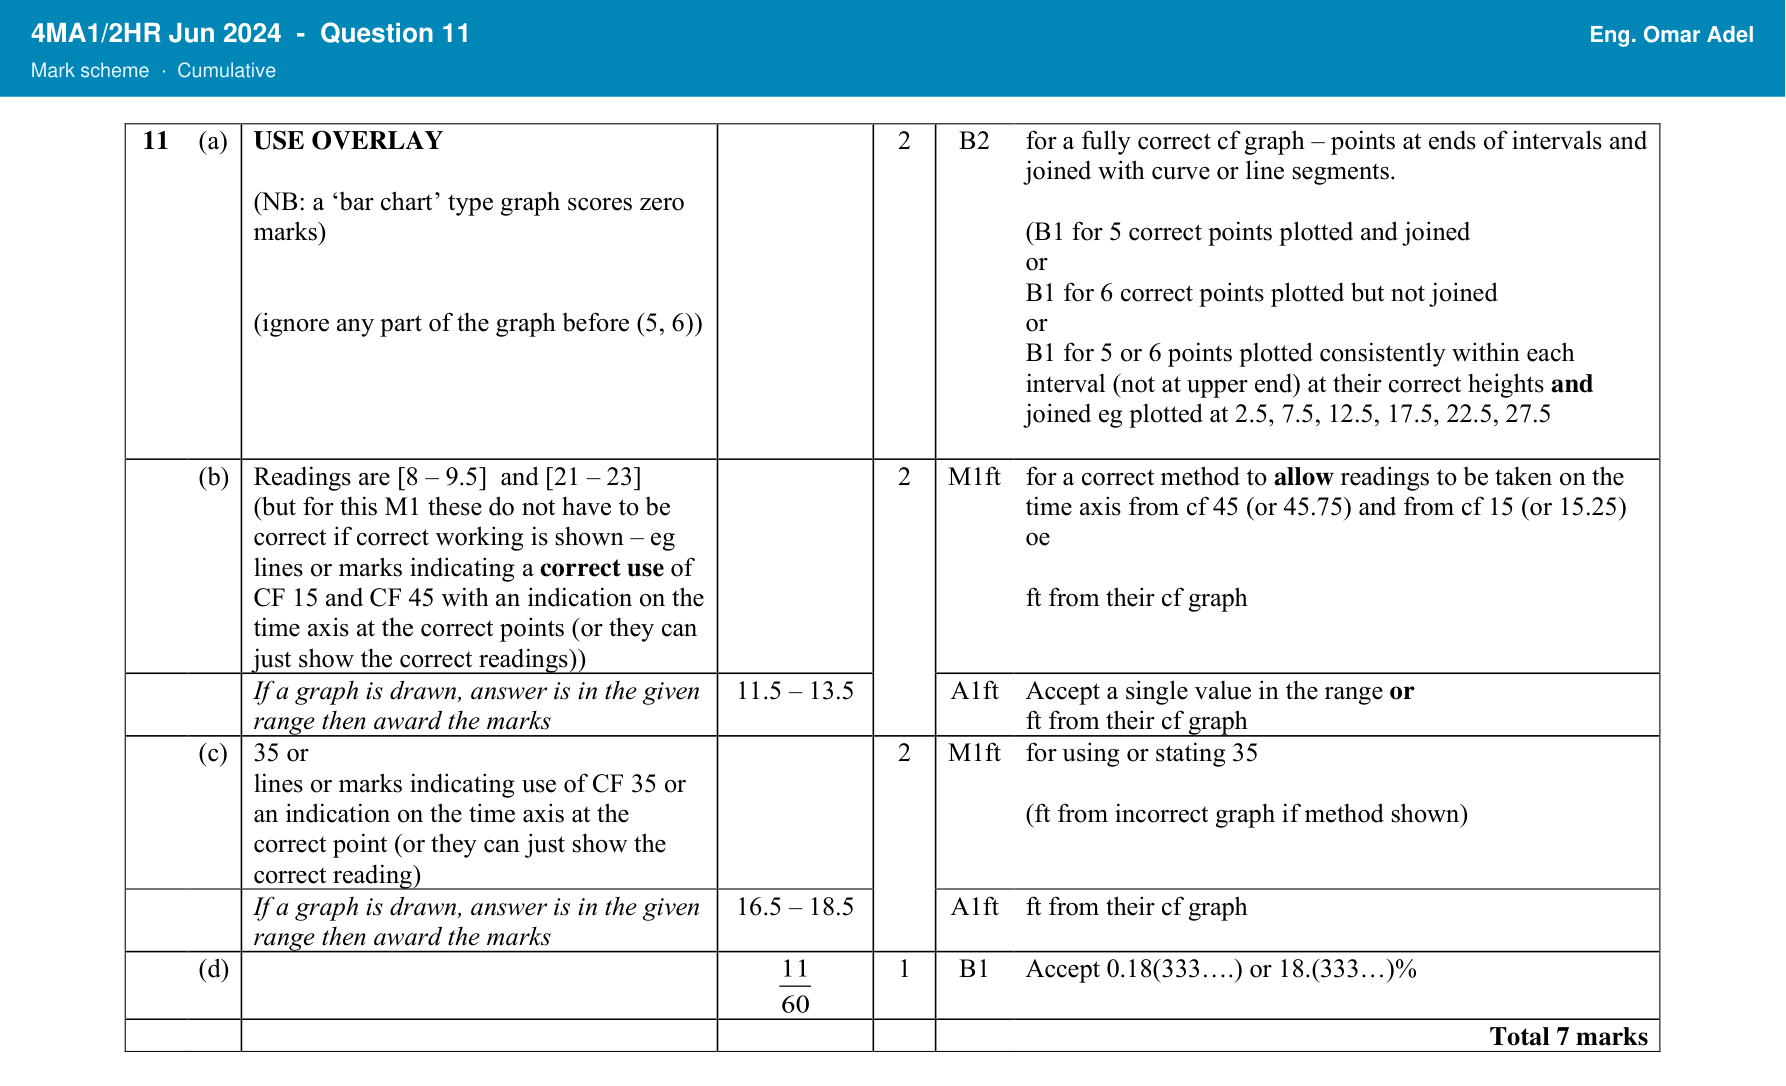 4MA1/2HR Jun 2024 - Question 11
Eng. Omar Adel
Mark scheme · Cumulative
11 (a) USE OVERLAY
(NB: a ‘bar chart’ type graph scores zero
marks)
(ignore any part of the graph before (5, 6))
2
B2 for a fully correct cf graph – points at ends of intervals and
joined with curve or line segments.
(B1 for 5 correct points plotted and joined
or
B1 for 6 correct points plotted but not joined
or
B1 for 5 or 6 points plotted consistently within each
interval (not at upper end) at their correct heights and
joined eg plotted at 2.5, 7.5, 12.5, 17.5, 22.5, 27.5
(b) Readings are [8 – 9.5] and [21 – 23]
(but for this M1 these do not have to be
correct if correct working is shown – eg
lines or marks indicating a correct use of
CF 15 and CF 45 with an indication on the
time axis at the correct points (or they can
just show the correct readings))
2
M1ft for a correct method to allow readings to be taken on the
time axis from cf 45 (or 45.75) and from cf 15 (or 15.25)
oe
ft from their cf graph
If a graph is drawn, answer is in the given
range then award the marks
11.5 – 13.5
A1ft Accept a single value in the range or
ft from their cf graph
(c) 35 or
lines or marks indicating use of CF 35 or
an indication on the time axis at the
correct point (or they can just show the
correct reading)
2
M1ft for using or stating 35
(ft from incorrect graph if method shown)
If a graph is drawn, answer is in the given
range then award the marks
16.5 – 18.5
A1ft ft from their cf graph
(d)
11
60
1
B1 Accept 0.18(333….) or 18.(333…)%
Total 7 marks